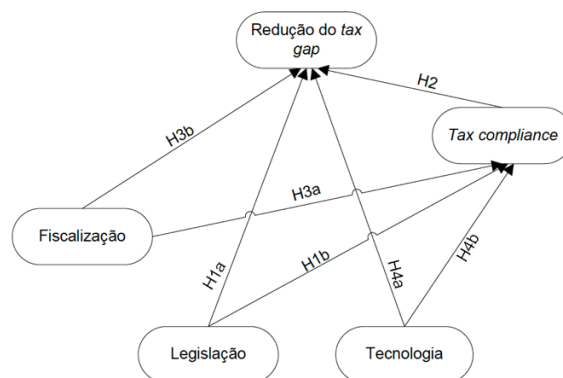 Redução do tax
gap
H2
Tax compliance
H3b
H3a
Fiscalização
H1a
H1b
H4a
H4b
Legislação
Tecnologia